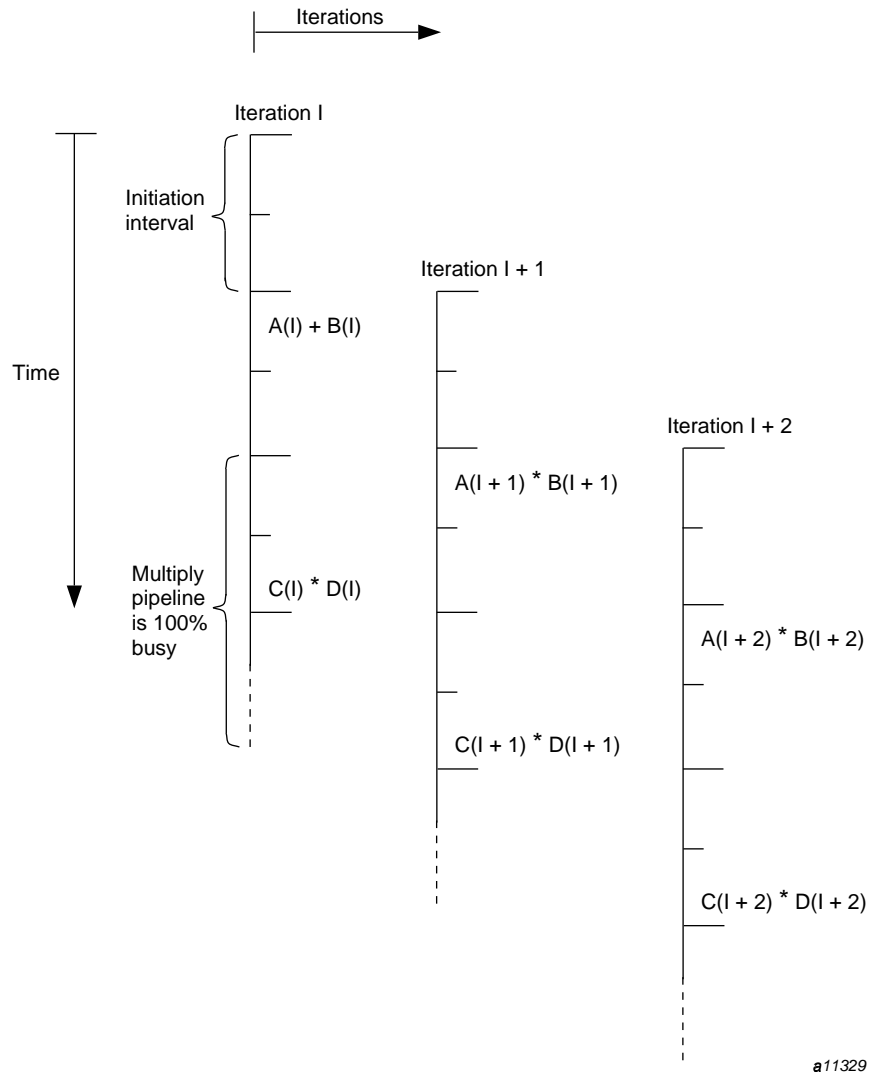 Iterations
Iteration I
Initiation
interval
Iteration I + 1
A(I) + B(I)
Time
Iteration I + 2
A(I + 1) * B(I + 1)
Multiply
pipeline
is 100%
busy
C(I) * D(I)
A(I + 2) * B(I + 2)
C(I + 1) * D(I + 1)
C(I + 2) * D(I + 2)
a11329